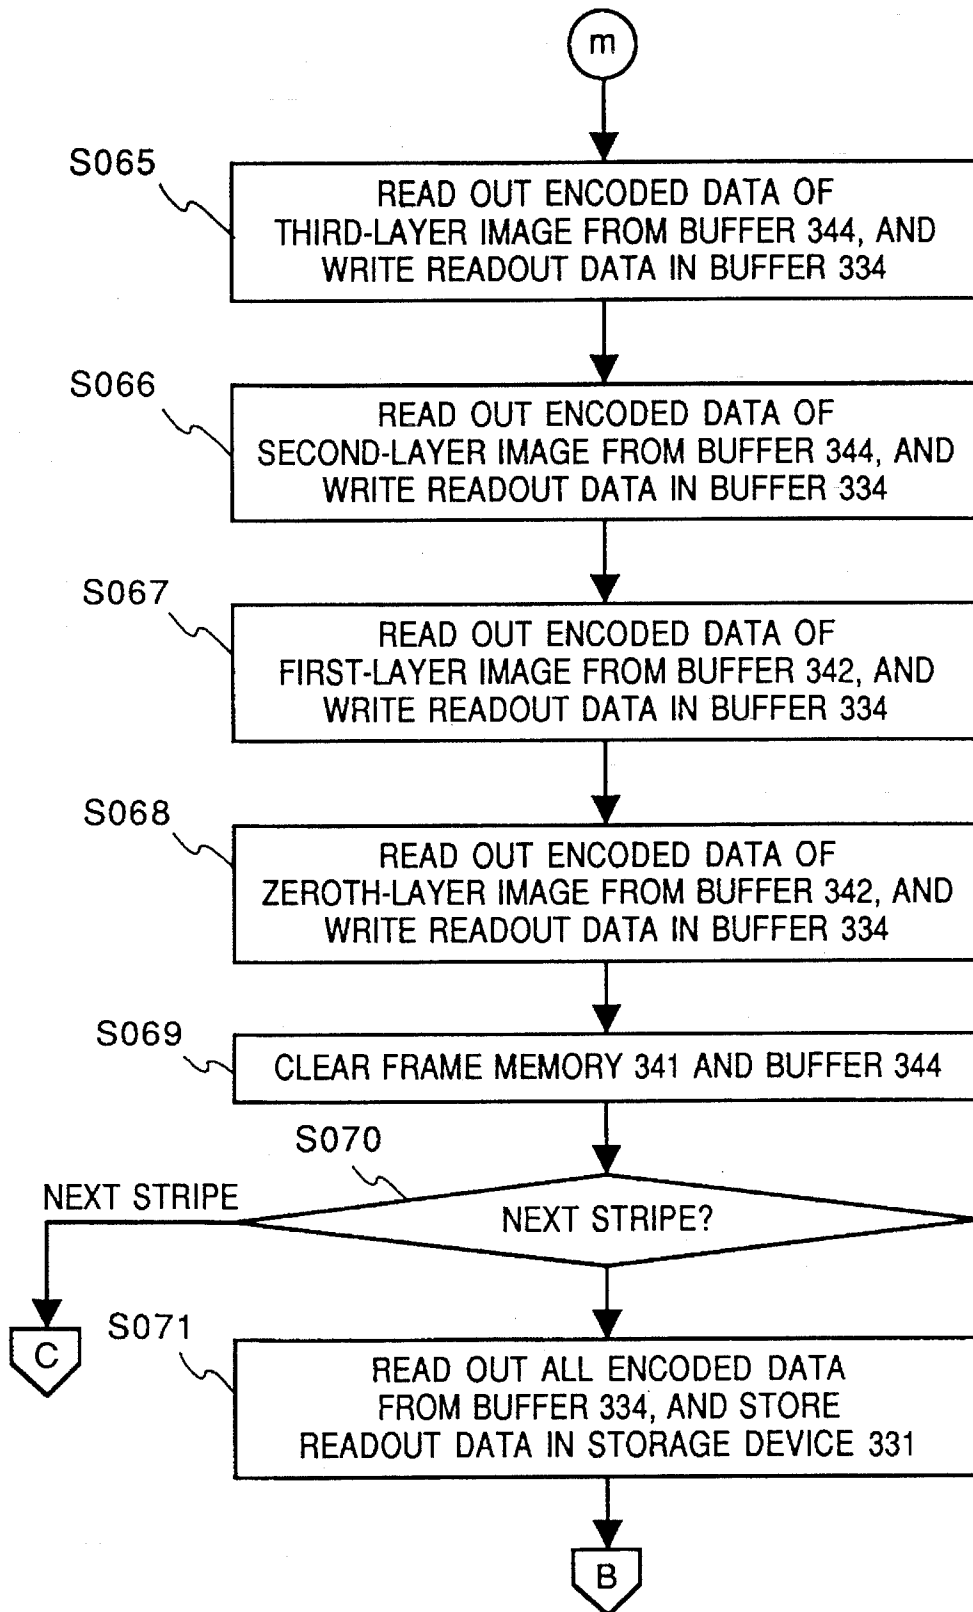 m
S065
READ OUT ENCODED DATA OF
THIRD-LAYER IMAGE FROM BUFFER 344, AND
WRITE READOUT DATA IN BUFFER 334
S066
READ OUT ENCODED DATA OF
SECOND-LAYER IMAGE FROM BUFFER 344, AND
WRITE READOUT DATA IN BUFFER 334
S067
READ OUT ENCODED DATA OF
FIRST-LAYER IMAGE FROM BUFFER 342, AND
WRITE READOUT DATA IN BUFFER 334
S068
READ OUT ENCODED DATA OF
ZEROTH-LAYER IMAGE FROM BUFFER 342, AND
WRITE READOUT DATA IN BUFFER 334
S069
CLEAR FRAME MEMORY 341 AND BUFFER 344
S070
NEXT STRIPE
NEXT STRIPE?
C
S071
READ OUT ALL ENCODED DATA
FROM BUFFER 334, AND STORE
READOUT DATA IN STORAGE DEVICE 331
B